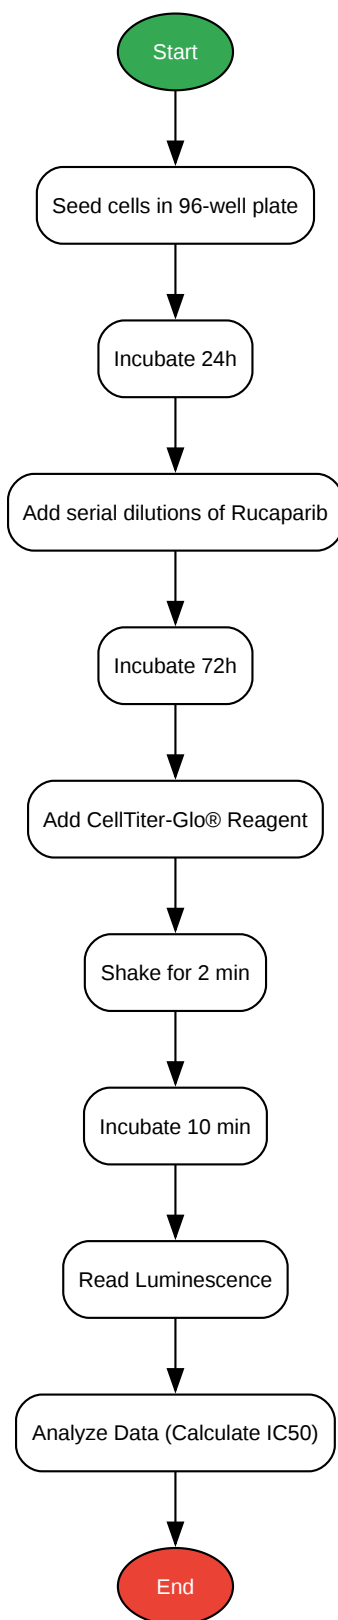 Start
Seed cells in 96-well plate
Incubate 24h
Add serial dilutions of Rucaparib
Incubate 72h
Add CellTiter-Glo® Reagent
Shake for 2 min
Incubate 10 min
Read Luminescence
Analyze Data (Calculate IC50)
End